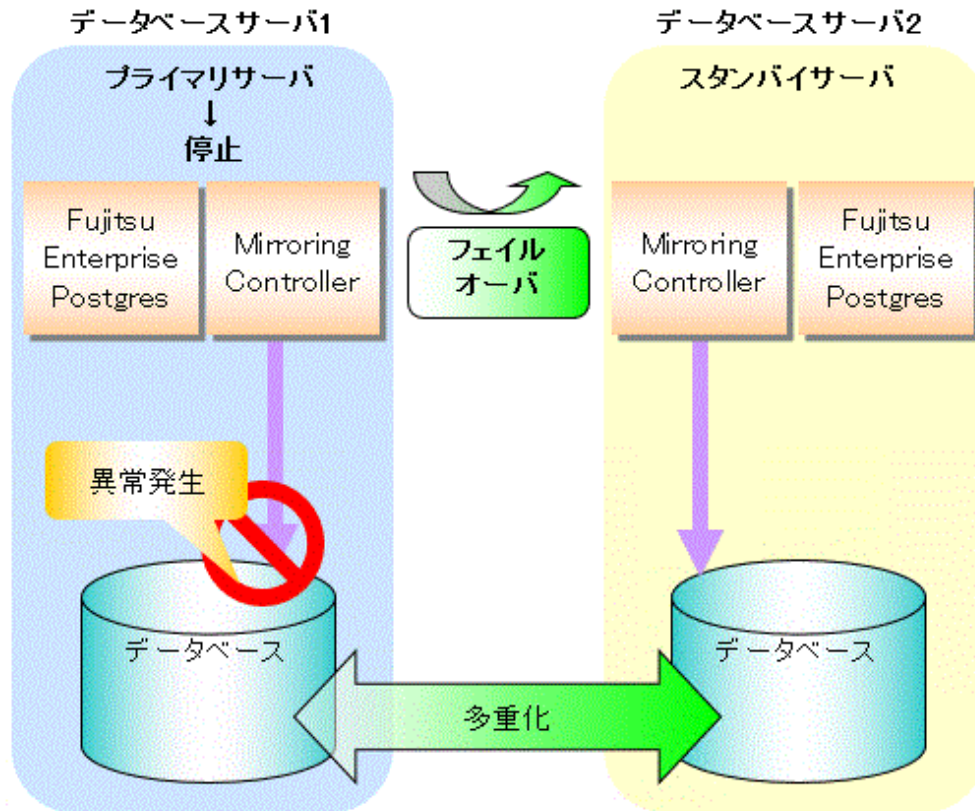 データベースサーバ1
データベースサーバ2
プライマリサーバ
↓
停止
スタンバイサーバ
Fujitsu
Enterprise
Postgres
Mirroring
Controller
フェイル
オーバ
Mirroring
Controller
Fujitsu
Enterprise
Postgres
異常発生
データベース
データベース
多重化